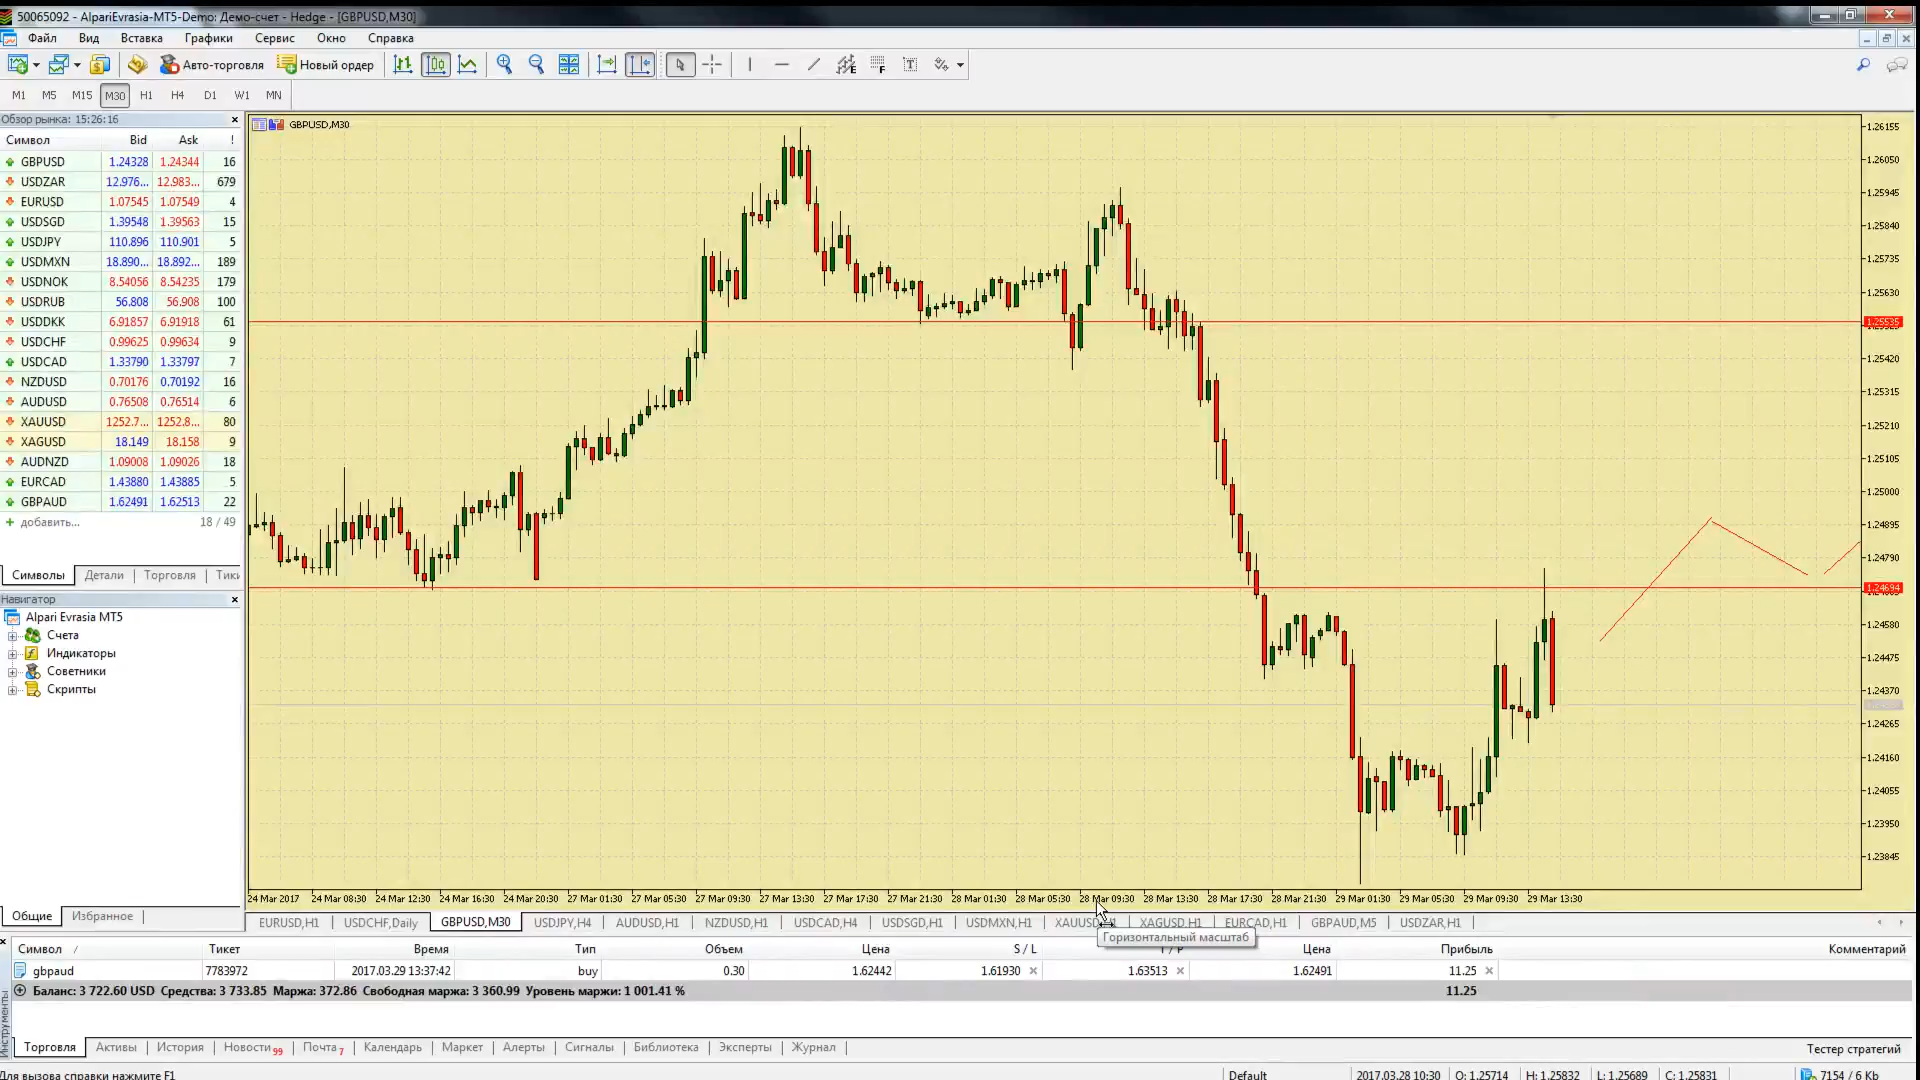 50065092 - AlpariEvrasia-MT5-Demo: Демо-счет - Hedge - [GBPUSD,M30]
Файл Вид Вставка Графики Сервис Окно Справка
Авто-торговля Новый ордер
M1 M5 M15 M30 H1 H4 D1 W1 MN
Обзор рынка: 15:26:16
Символ Bid Ask !
GBPUSD 1.24328 1.24344 16
USDZAR 12.976... 12.983... 679
EURUSD 1.07545 1.07549 4
USDSGD 1.39548 1.39563 15
USDJPY 110.896 110.901 5
USDMXN 18.890... 18.892... 189
USDNOK 8.54056 8.54235 179
USDRUB 56.808 56.908 100
USDDKK 6.91857 6.91918 61
USDCHF 0.99625 0.99634 9
USDCAD 1.33790 1.33797 7
NZDUSD 0.70176 0.70192 16
AUDUSD 0.76508 0.76514 6
XAUUSD 1252.7... 1252.8... 80
XAGUSD 18.149 18.158 9
AUDNZD 1.09008 1.09026 18
EURCAD 1.43880 1.43885 5
GBPAUD 1.62491 1.62513 22
+ добавить... 18 / 49
Символы Детали Торговля Тики
Навигатор
Alpari Evrasia MT5
Счета
Индикаторы
Советники
Скрипты
Общие Избранное
GBPUSD,M30
1.26155
1.26050
1.25945
1.25840
1.25735
1.25630
1.25535
1.25420
1.25315
1.25210
1.25105
1.25000
1.24895
1.24790
1.24694
1.24580
1.24475
1.24370
1.24265
1.24160
1.24055
1.23950
1.23845
24 Mar 2017 24 Mar 08:30 24 Mar 12:30 24 Mar 16:30 24 Mar 20:30 27 Mar 01:30 27 Mar 05:30 27 Mar 09:30 27 Mar 13:30 27 Mar 17:30 27 Mar 21:30 28 Mar 01:30 28 Mar 05:30 28 Mar 09:30 28 Mar 13:30 28 Mar 17:30 28 Mar 21:30 29 Mar 01:30 29 Mar 05:30 29 Mar 09:30 29 Mar 13:30
EURUSD,H1 USDCHF,Daily GBPUSD,M30 USDJPY,H4 AUDUSD,H1 NZDUSD,H1 USDCAD,H4 USDSGD,H1 USDMXN,H1 XAGUSD,H1 EURCAD,H1 GBPAUD,M5 USDZAR,H1
Горизонтальный масштаб
Символ / Тикет Время Тип Объем Цена S / L T / P Цена Прибыль Комментарий
gbpaud 7783972 2017.03.29 13:37:42 buy 0.30 1.62442 1.61930 1.63513 1.62491 11.25
Баланс: 3 722.60 USD Средства: 3 733.85 Маржа: 372.86 Свободная маржа: 3 360.99 Уровень маржи: 1 001.41 % 11.25
Инструменты
Торговля Активы История Новости 99 Почта 7 Календарь Маркет Алерты Сигналы Библиотека Эксперты Журнал Тестер стратегий
Для вызова справки нажмите F1 Default 2017.03.28 10:30 O: 1.25714 H: 1.25832 L: 1.25689 C: 1.25831 7154 / 6 Kb